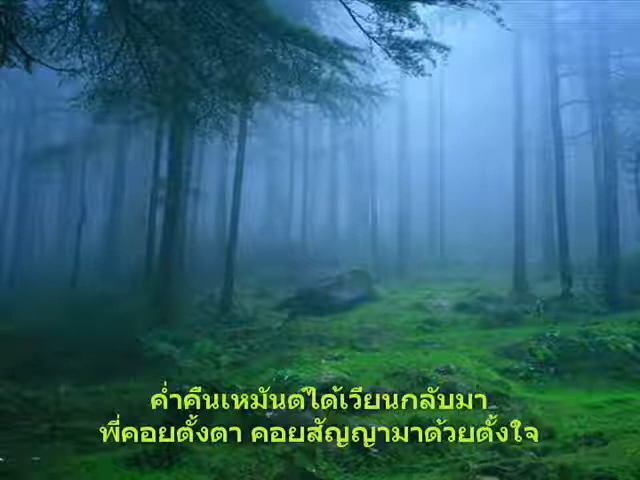 ค่ำคืนเหมันต์ได้เวียนกลับมา
พี่คอยตั้งตา คอยสัญญามาด้วยตั้งใจ